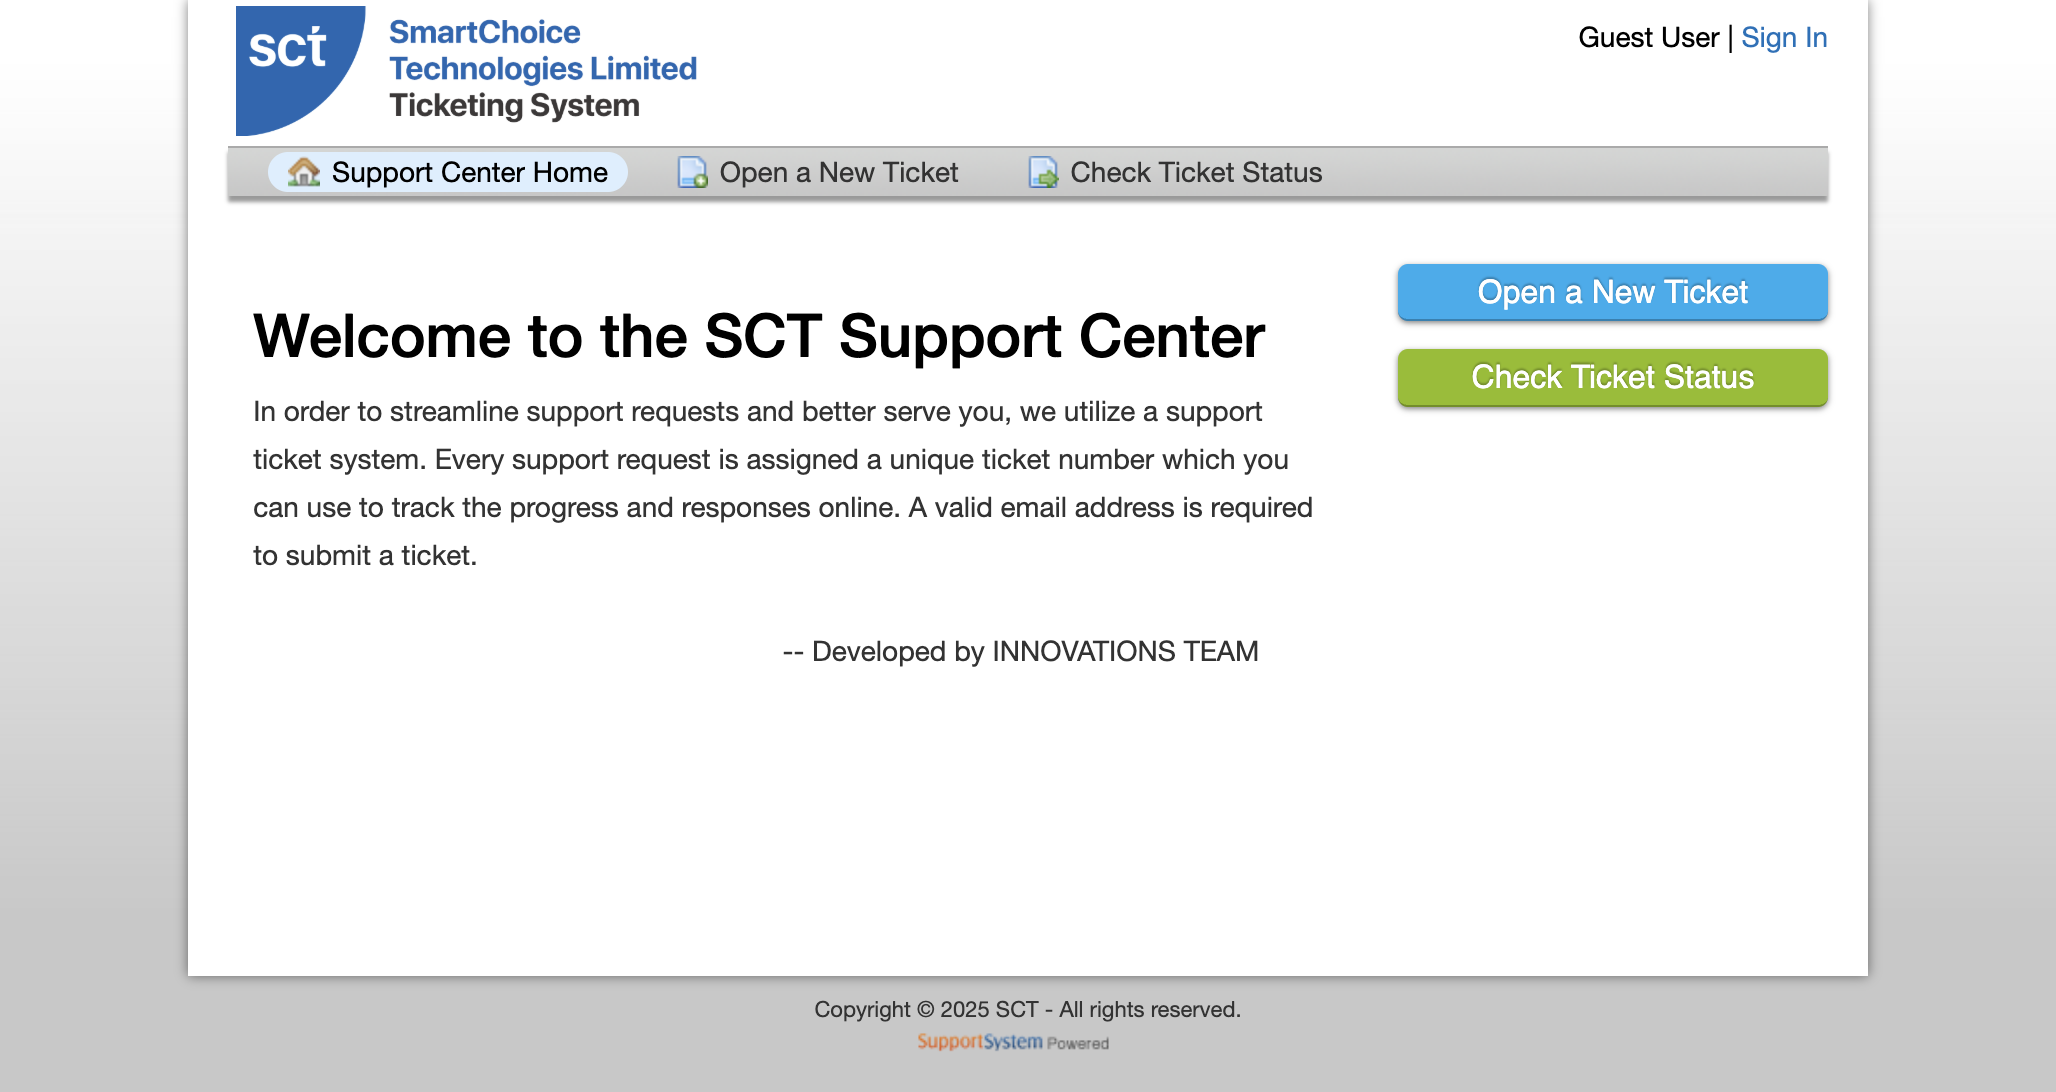 sct
SmartChoice
Technologies Limited
Ticketing System
Guest User | Sign In
Support Center Home
Open a New Ticket
Check Ticket Status
Open a New Ticket
Check Ticket Status
Welcome to the SCT Support Center
In order to streamline support requests and better serve you, we utilize a support
ticket system. Every support request is assigned a unique ticket number which you
can use to track the progress and responses online. A valid email address is required
to submit a ticket.
-- Developed by INNOVATIONS TEAM
Copyright © 2025 SCT - All rights reserved.
SupportSystem Powered